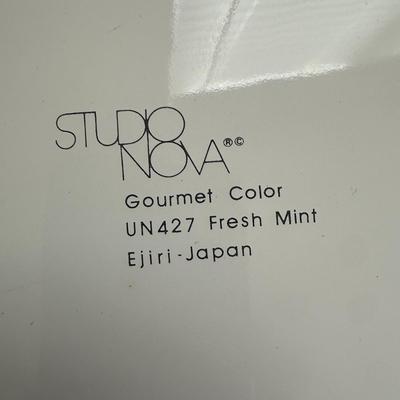 STUDIO
NOVA®©
Gourmet Color
UN427 Fresh Mint
Ejiri-Japan